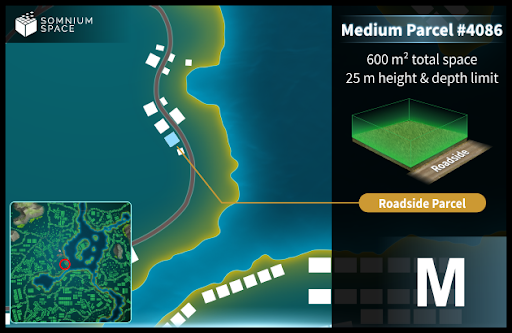 SOMNIUM
SPACE
Medium Parcel #4086
600 m² total space
25 m height & depth limit
Roadside
Roadside Parcel
M